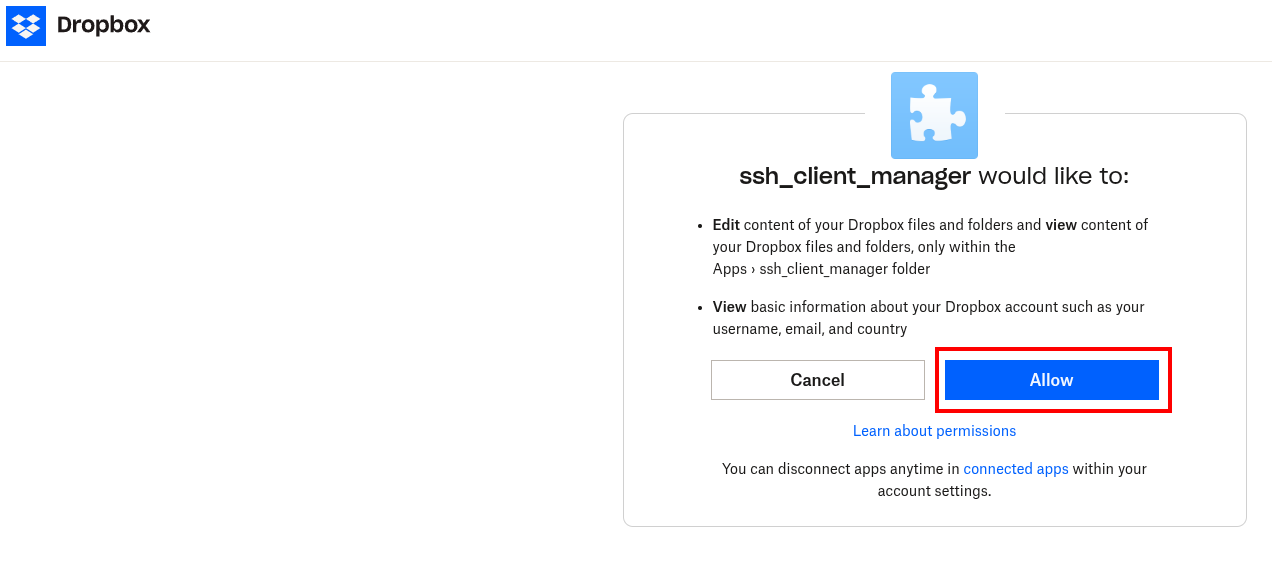 Dropbox
ssh_client_manager would like to:
• Edit content of your Dropbox files and folders and view content of
your Dropbox files and folders, only within the
Apps › ssh_client_manager folder
• View basic information about your Dropbox account such as your
username, email, and country
Cancel Allow
Learn about permissions
You can disconnect apps anytime in connected apps within your
account settings.